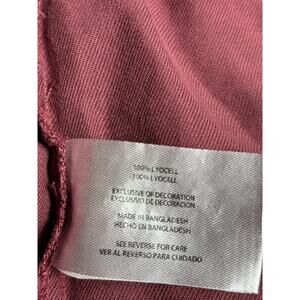 100% LYOCELL
100% LYOCELL
EXCLUSIVE OF DECORATION
EXCLUSIVO DE DECORACION
MADE IN BANGLADESH
HECHO EN BANGLADESH
SEE REVERSE FOR CARE
VER AL REVERSO PARA CUIDADO